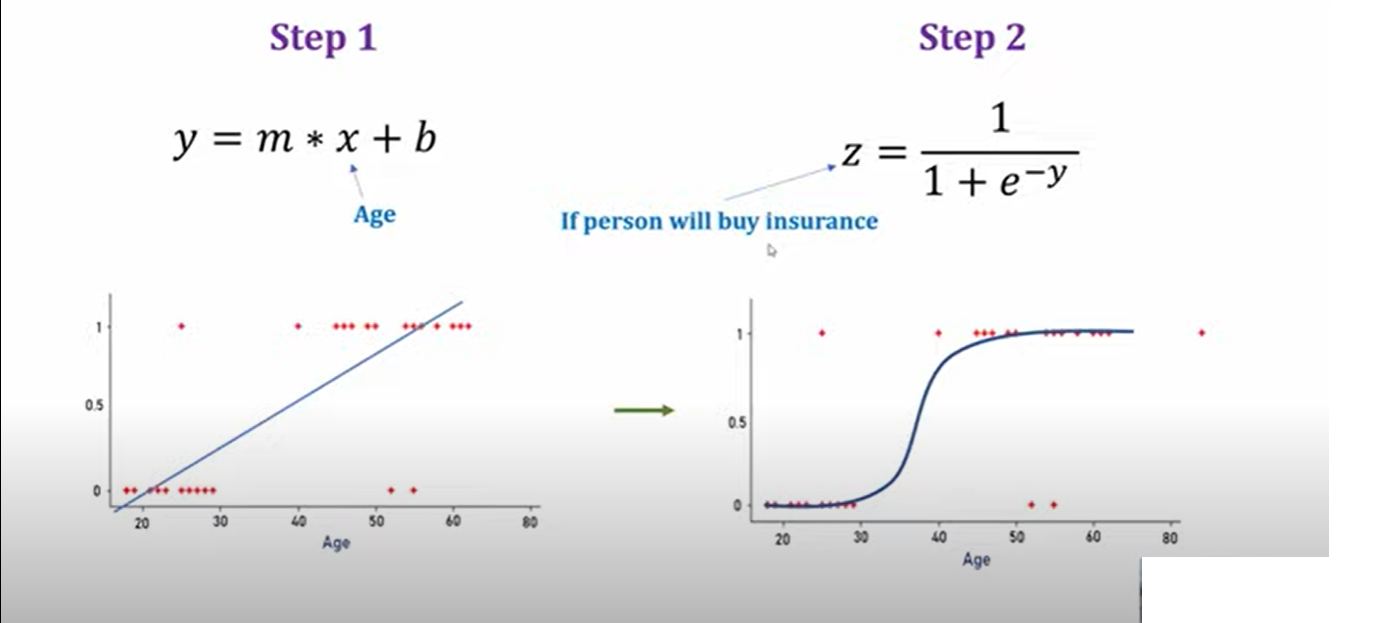 Step 1
y = m * x + b
Age
1
0.5
0
20 30 40 50 60 80
Age
Step 2
z = 1 / 1 + e^−y
If person will buy insurance
1
0.5
0
20 30 40 50 60 80
Age